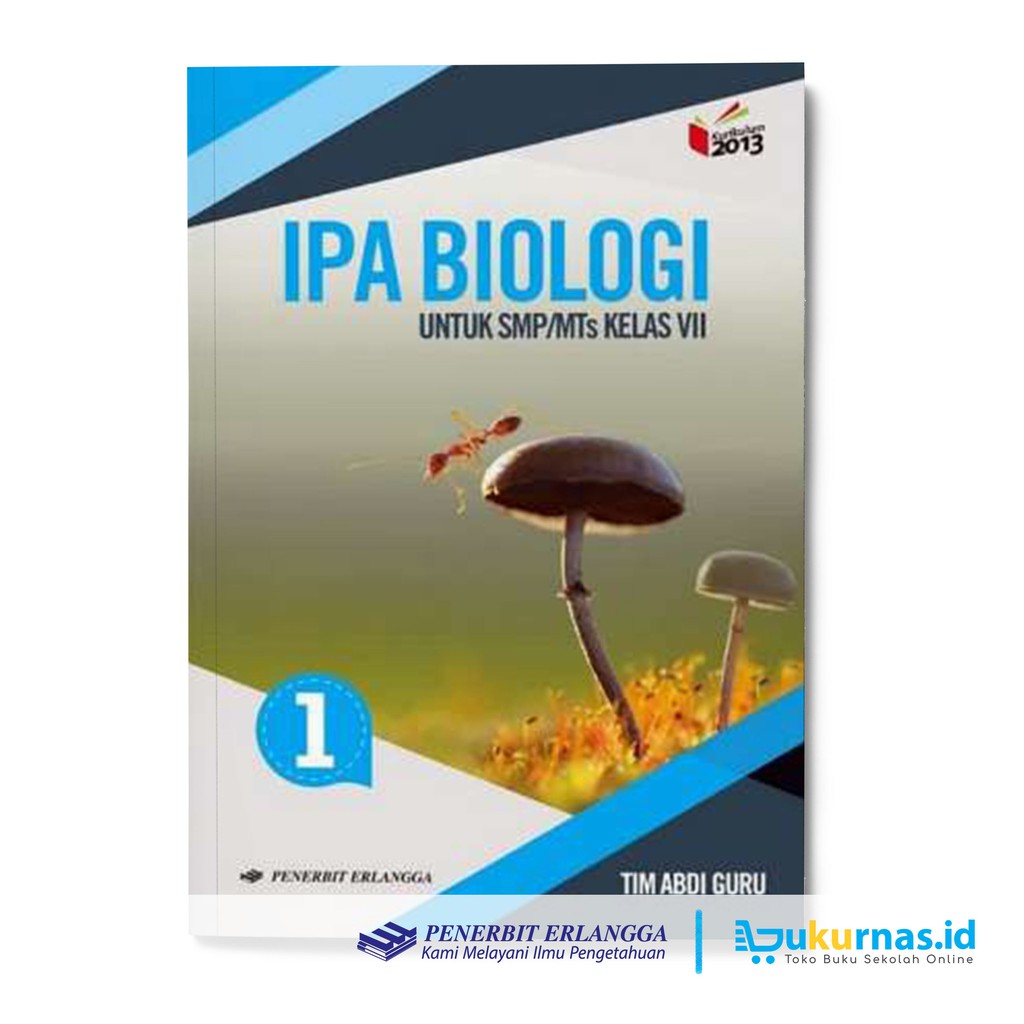 Kurikulum
2013
IPA BIOLOGI
UNTUK SMP/MTs KELAS VII
1
PENERBIT ERLANGGA
TIM ABDI GURU
PENERBIT ERLANGGA
Kami Melayani Ilmu Pengetahuan
bukurnas.id
Toko Buku Sekolah Online